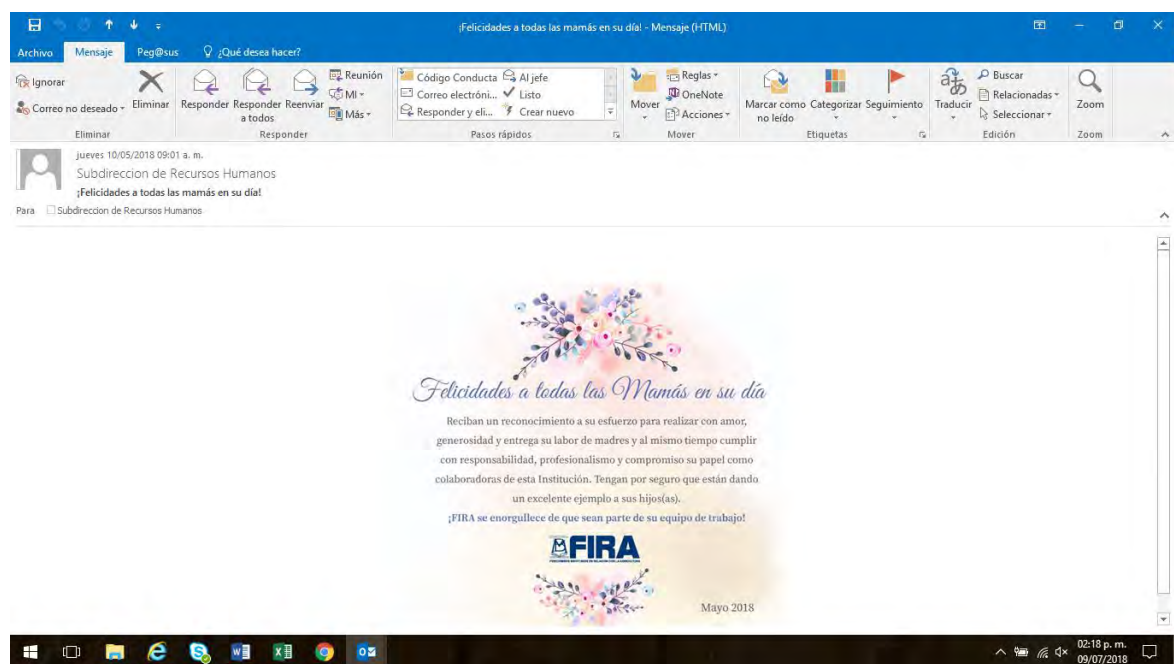 ¡Felicidades a todas las mamás en su día! - Mensaje (HTML)
Archivo Mensaje Peg@sus ¿Qué desea hacer?
Ignorar
Correo no deseado
Eliminar
Responder
Responder a todos
Reenviar
Reunión
MI
Más
Código Conducta
Correo electróni...
Responder y eli...
Al jefe
Listo
Crear nuevo
Mover
Reglas
OneNote
Acciones
Marcar como no leído
Categorizar
Seguimiento
Traducir
Buscar
Relacionadas
Seleccionar
Zoom
Eliminar Responder Pasos rápidos Mover Etiquetas Edición Zoom
jueves 10/05/2018 09:01 a. m.
Subdireccion de Recursos Humanos
¡Felicidades a todas las mamás en su día!
Para Subdireccion de Recursos Humanos
Felicidades a todas las Mamás en su día
Reciban un reconocimiento a su esfuerzo para realizar con amor,
generosidad y entrega su labor de madres y al mismo tiempo cumplir
con responsabilidad, profesionalismo y compromiso su papel como
colaboradoras de esta Institución. Tengan por seguro que están dando
un excelente ejemplo a sus hijos(as).
¡FIRA se enorgullece de que sean parte de su equipo de trabajo!
FIRA
Mayo 2018
02:18 p. m.
09/07/2018